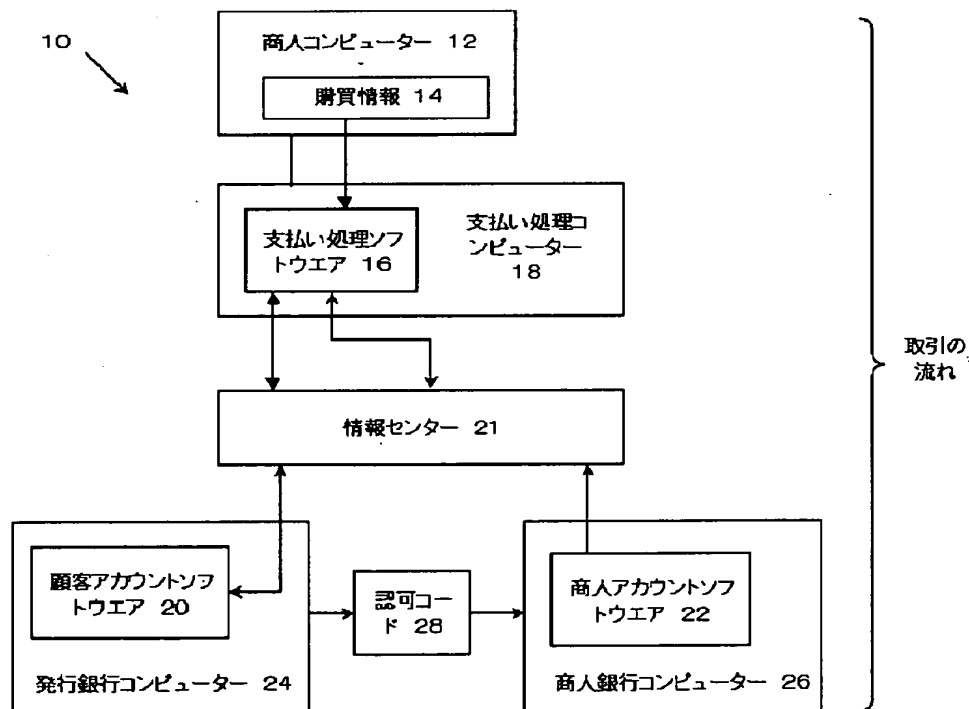 10
商人コンピューター 12
購買情報 14
支払い処理ソフ
トウエア 16
支払い処理コ
ンピューター
18
取引の
流れ
情報センター 21
顧客アカウントソフ
トウエア 20
認可コー
ド 28
商人アカウントソフ
トウエア 22
発行銀行コンピューター 24
商人銀行コンピューター 26